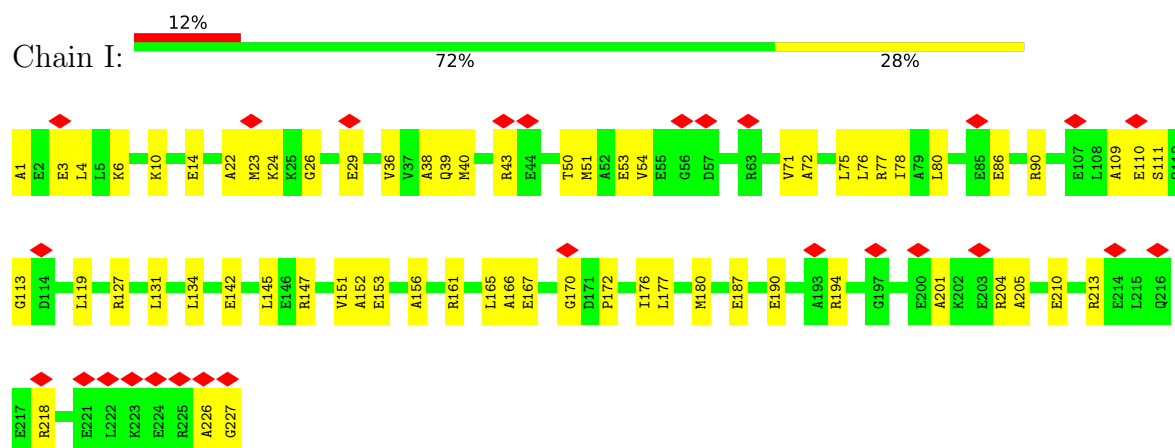 12%
Chain I:
72% 28%
A1 E2 E3 L4 L5 K6 K10 E14 A22 M23 K24 K25 G26 E29 V36 V37 A38 Q39 M40 R43 E44 T50 M51 A52 E53 V54 E55 G56 D57 R63 V71 A72 L75 L76 R77 I78 A79 L80 E85 E86 R90 E107 L108 A109 E110 S111
G113 D114 L119 R127 L131 L134 E142 L145 E146 R147 V151 A152 E153 A156 R161 L165 A166 E167 G170 D171 P172 I176 L177 M180 E187 E190 A193 R194 G197 E200 A201 K202 E203 R204 A205 E210 R213 E214 L215 Q216
E217 R218 E221 L222 K223 E224 R225 A226 G227